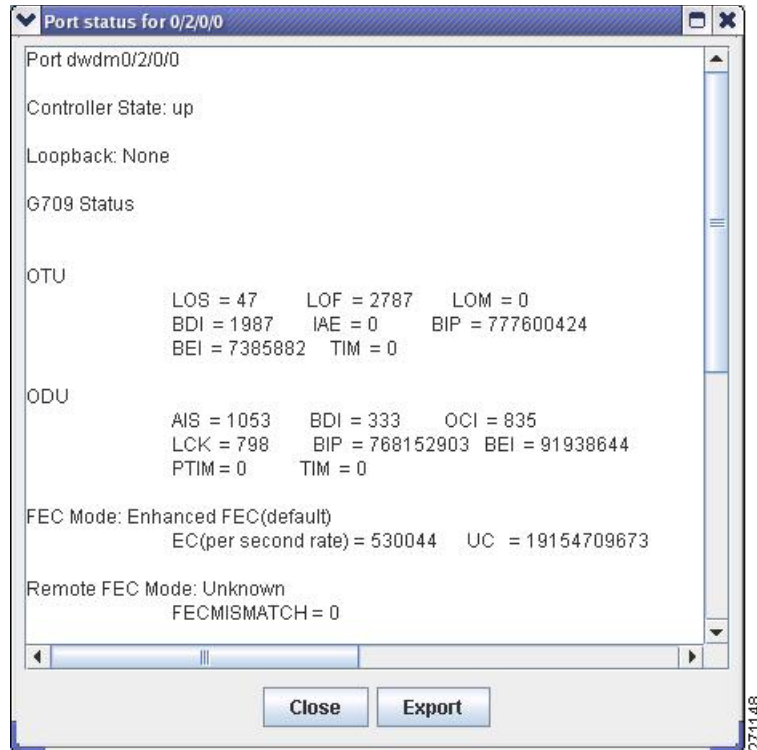 Port status for 0/2/0/0
Port dwdm0/2/0/0
Controller State: up
Loopback: None
G709 Status
OTU
LOS = 47 LOF = 2787 LOM = 0
BDI = 1987 IAE = 0 BIP = 777600424
BEI = 7385882 TIM = 0
ODU
AIS = 1053 BDI = 333 OCI = 835
LCK = 798 BIP = 768152903 BEI = 91938644
PTIM = 0 TIM = 0
FEC Mode: Enhanced FEC(default)
EC(per second rate) = 530044 UC = 19154709673
Remote FEC Mode: Unknown
FECMISMATCH = 0
Close Export
271148